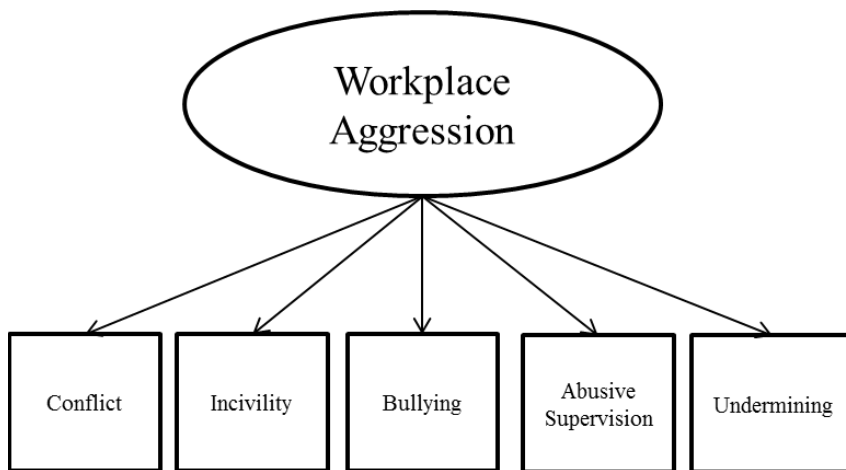 Workplace
Aggression
Conflict
Incivility
Bullying
Abusive
Supervision
Undermining